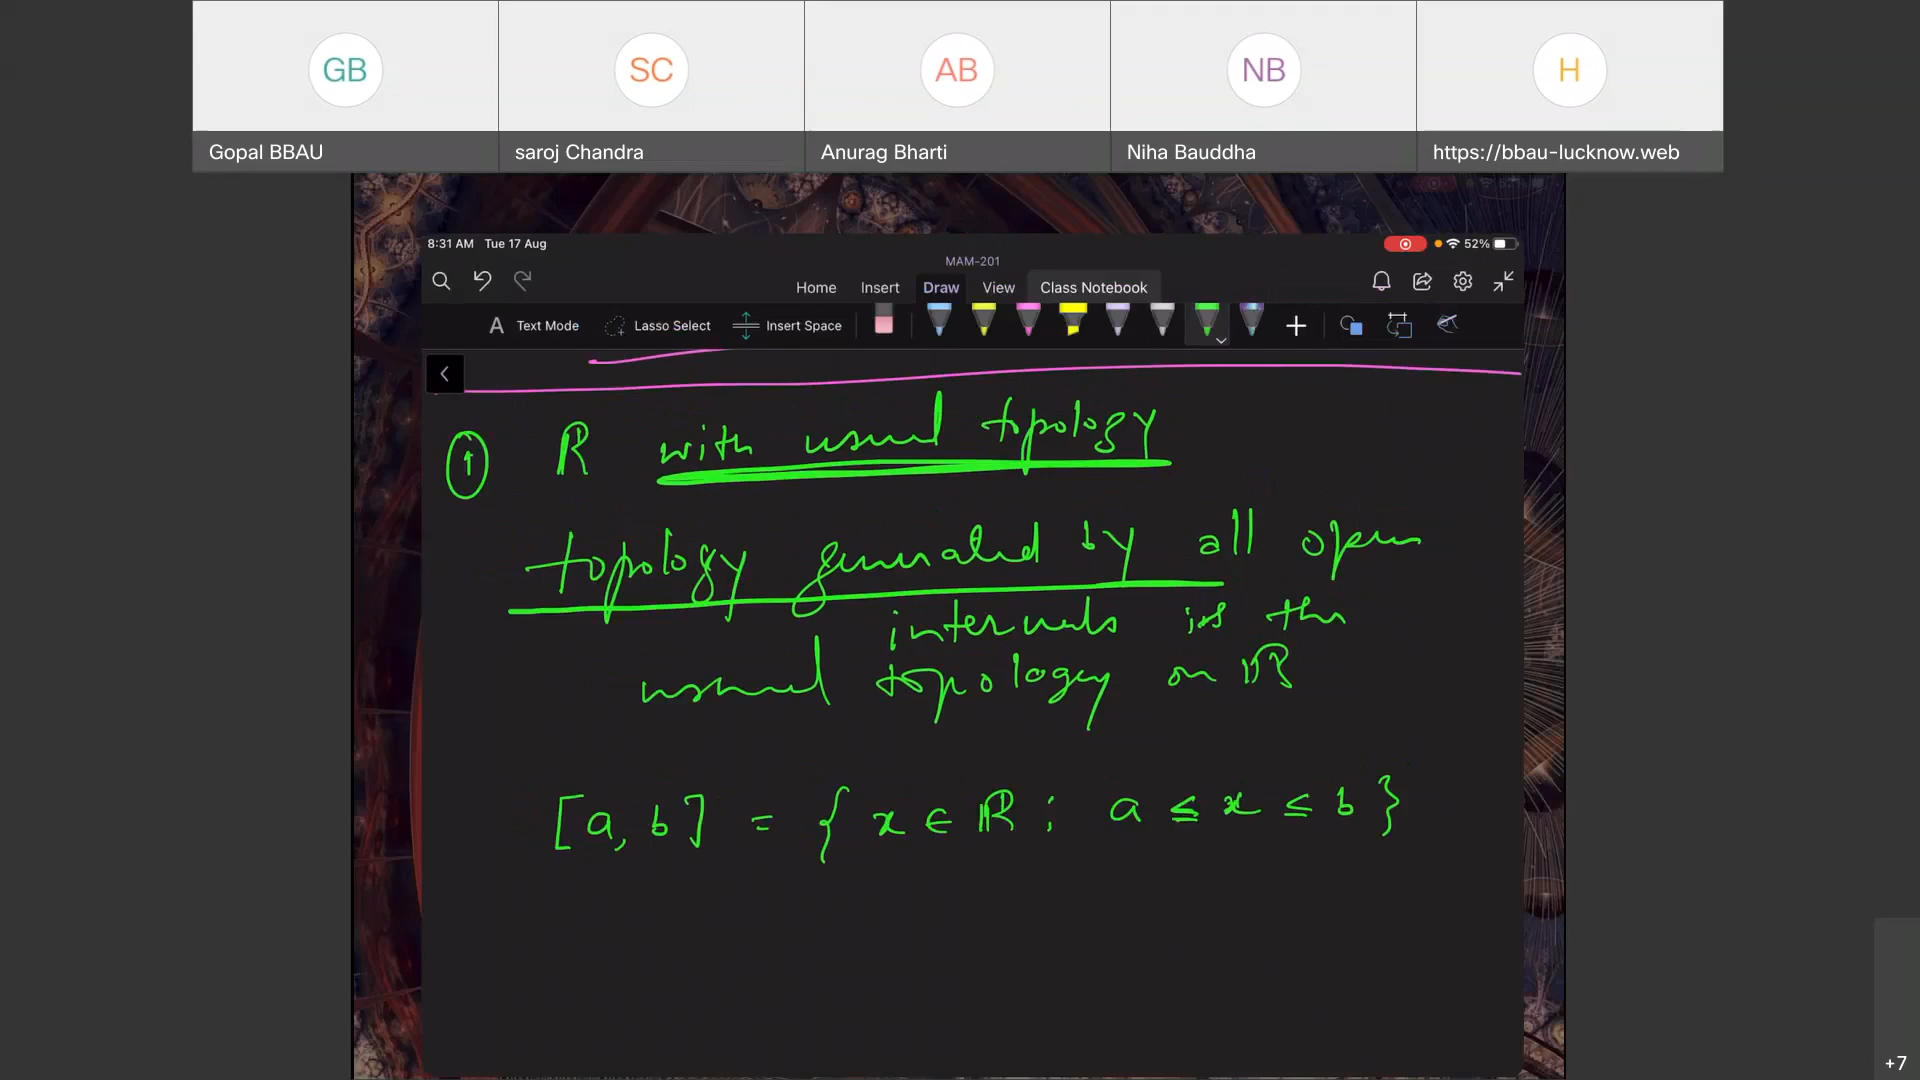 GB SC AB NB H
Gopal BBAU saroj Chandra Anurag Bharti Niha Bauddha https://bbau-lucknow.web
8:31 AM Tue 17 Aug 52%
MAM-201
Home Insert Draw View Class Notebook
A Text Mode Lasso Select Insert Space
① R with usual topology
topology generated by all open
intervals is the
usual topology on ℝ
[a, b] = { x ∈ ℝ ; a ≤ x ≤ b }
+7